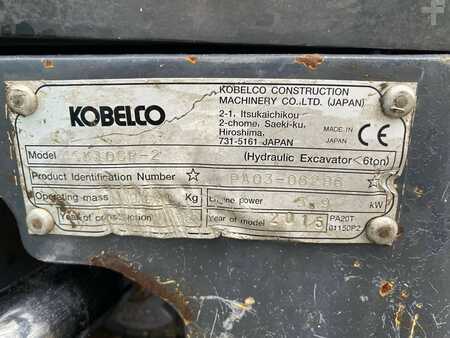 KOBELCO
KOBELCO CONSTRUCTION
MACHINERY CO.,LTD. (JAPAN)
2-1, Itsukaichikou
2-chome, Saeki-ku,
Hiroshima,
731-5161 JAPAN
MADE IN
JAPAN
CE
Model
(Hydraulic Excavator<6ton)
Product Identification Number
Operating mass Kg
Engine power kW
Year of construction
Year of model 2015
PA20T
01150P2